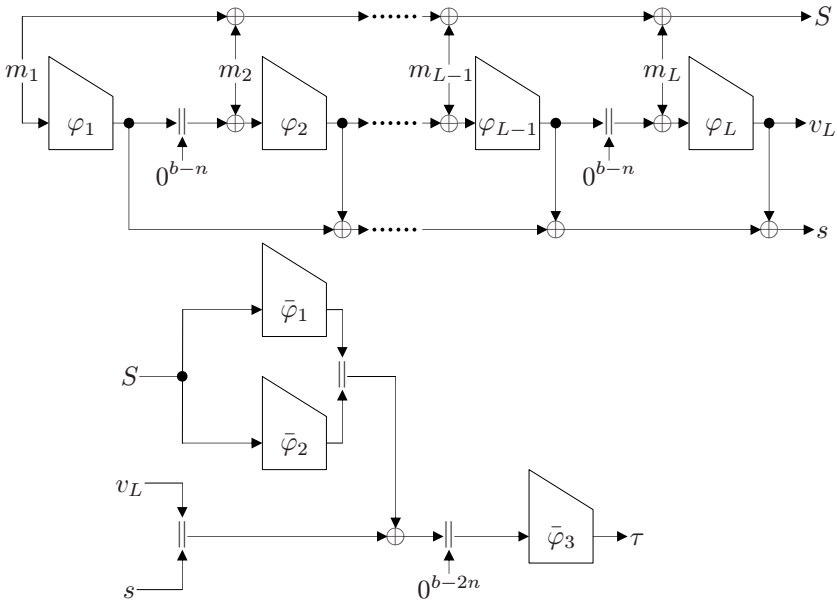 S
m₁ m₂ m_{L−1} m_L
φ₁ || φ₂ φ_{L−1} || φ_L v_L
0^{b−n} 0^{b−n}
s
φ̄₁
S ||
φ̄₂
v_L
|| || φ̄₃ τ
s 0^{b−2n}